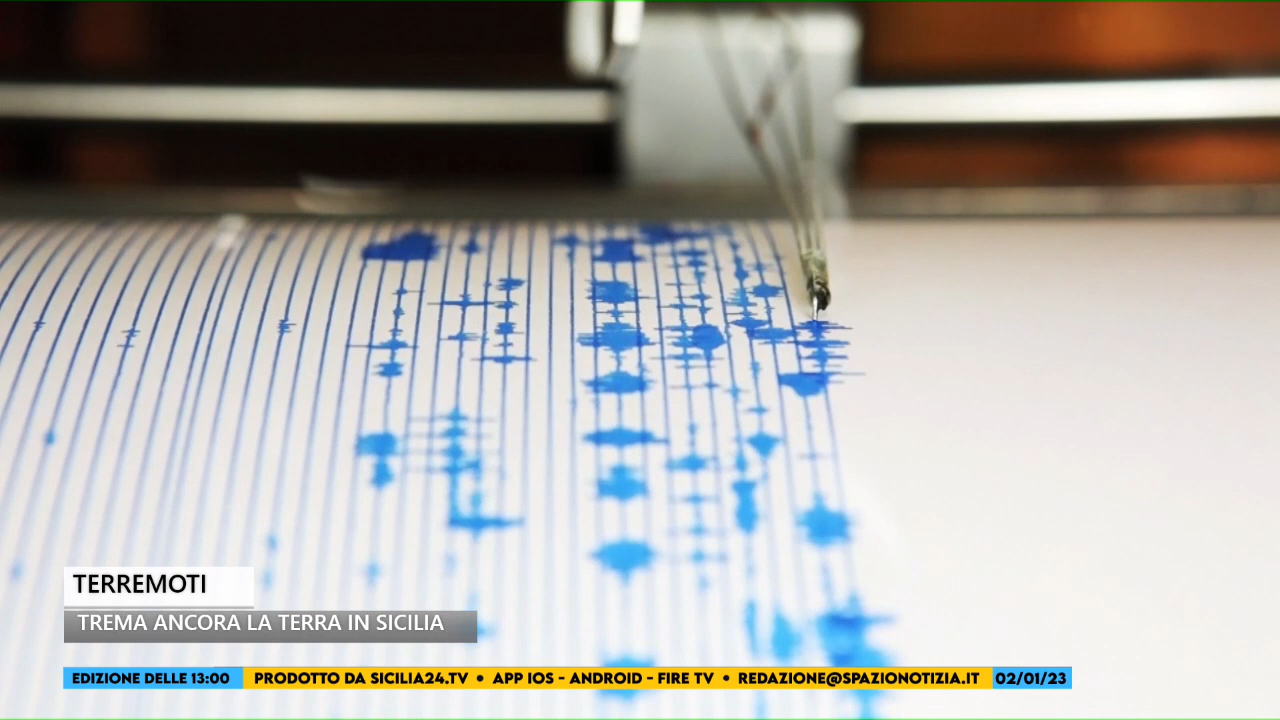 TERREMOTI
TREMA ANCORA LA TERRA IN SICILIA
EDIZIONE DELLE 13:00 PRODOTTO DA SICILIA24.TV • APP IOS - ANDROID - FIRE TV • REDAZIONE@SPAZIONOTIZIA.IT 02/01/23